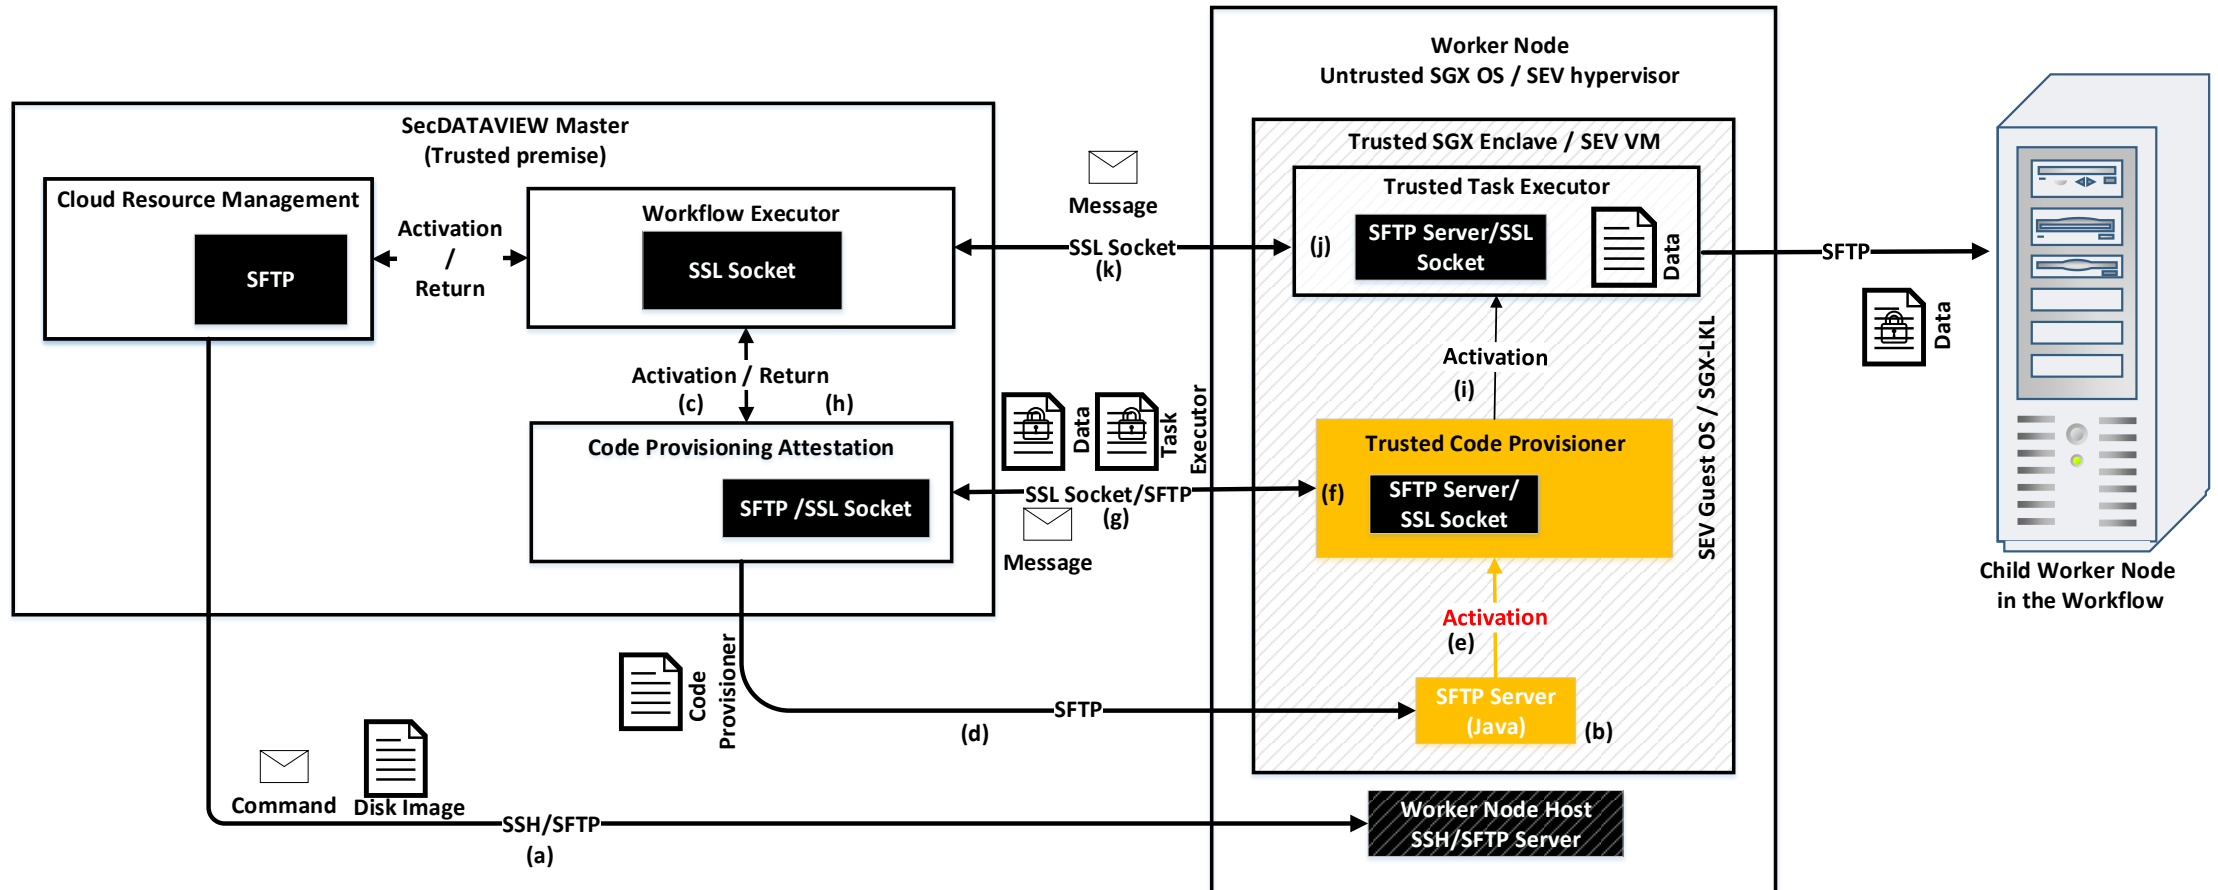 SecDATAVIEW Master
(Trusted premise)
Cloud Resource Management
SFTP
Activation
/
Return
Workflow Executor
SSL Socket
Activation / Return
(c)
(h)
Code Provisioning Attestation
SFTP /SSL Socket
Message
SSL Socket
(k)
Data
Task
Executor
SSL Socket/SFTP
(g)
Message
Code
Provisioner
SFTP
(d)
Command
Disk Image
SSH/SFTP
(a)
Worker Node
Untrusted SGX OS / SEV hypervisor
Trusted SGX Enclave / SEV VM
Trusted Task Executor
(j)
SFTP Server/SSL
Socket
Data
Activation
(i)
Trusted Code Provisioner
(f)
SFTP Server/
SSL Socket
SEV Guest OS / SGX-LKL
Activation
(e)
SFTP Server
(Java)
(b)
Worker Node Host
SSH/SFTP Server
SFTP
Data
Child Worker Node
in the Workflow